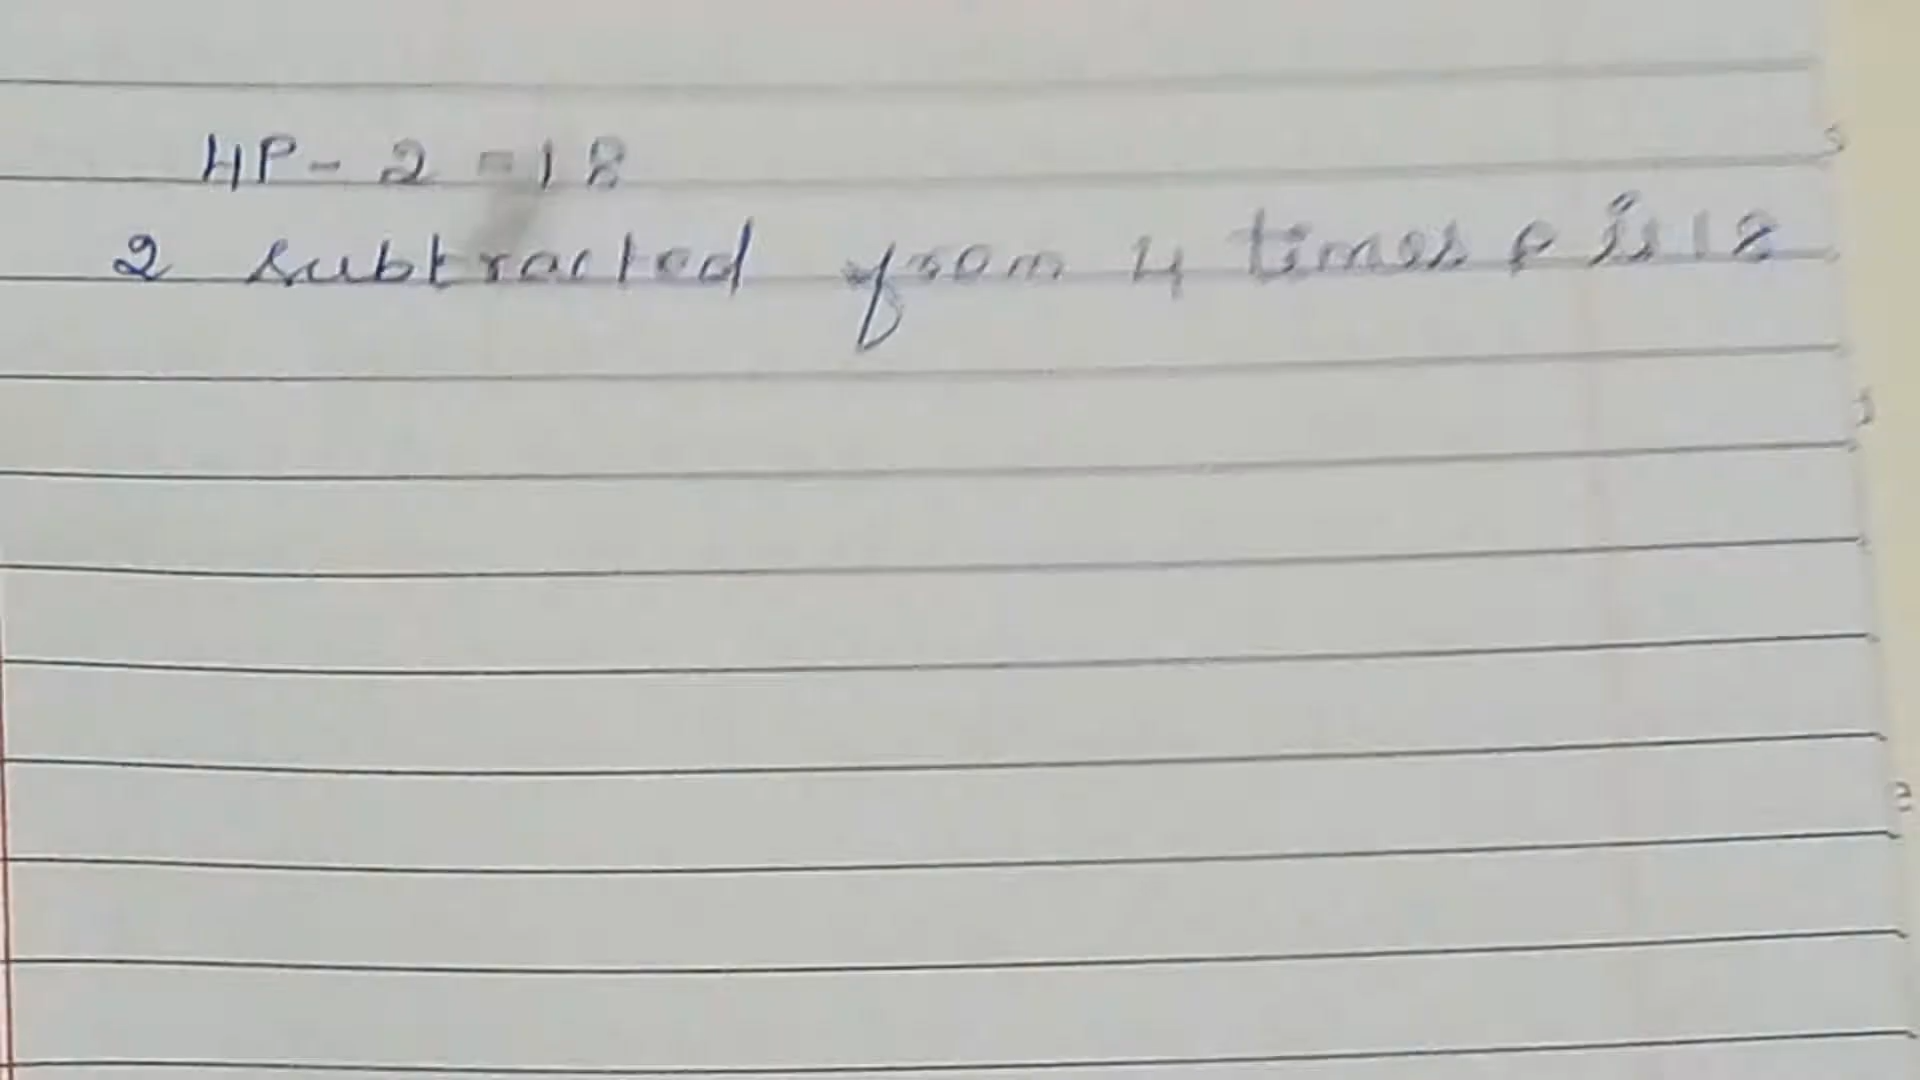 4P - 2 = 18
2 subtracted from 4 times P is 18